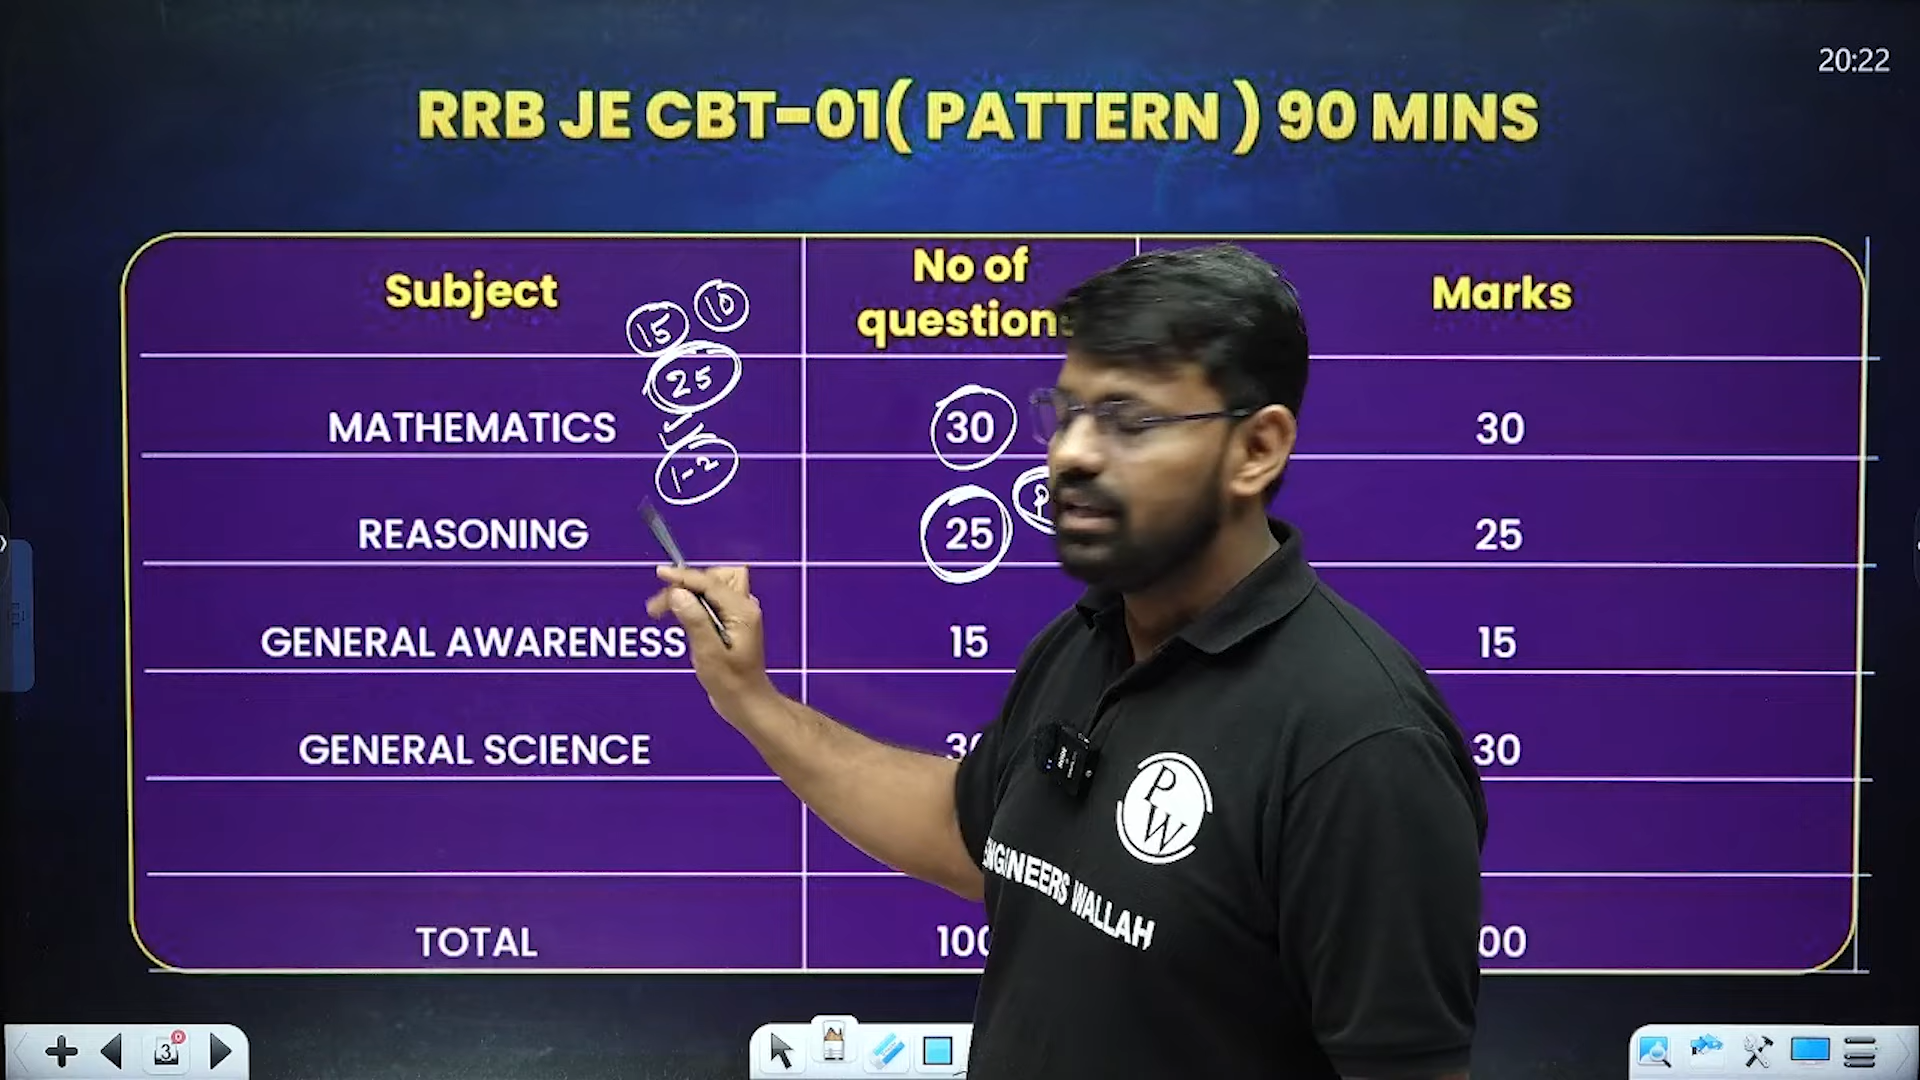 20:22
RRB JE CBT-01( PATTERN ) 90 MINS
Subject
No of
question
Marks
15
10
25
MATHEMATICS
30
30
1-2
REASONING
25
25
GENERAL AWARENESS
15
15
GENERAL SCIENCE
30
TOTAL
3
PW
ENGINEERS WALLAH